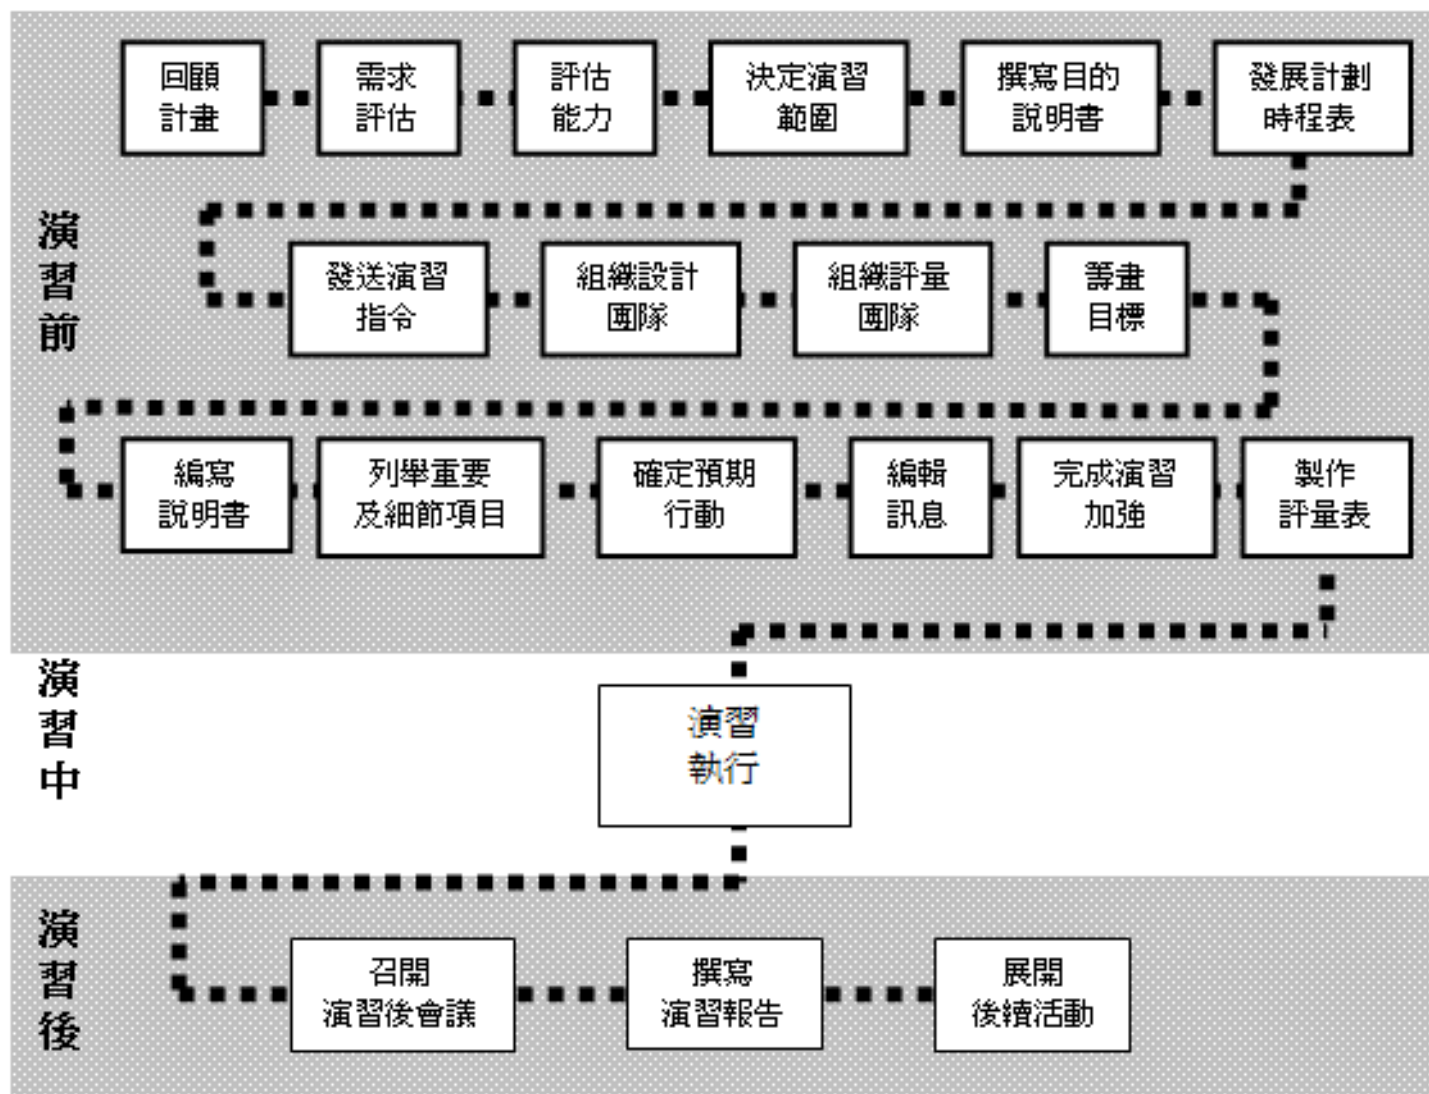 回顧
計畫
需求
評估
評估
能力
決定演習
範圍
撰寫目的
說明書
發展計劃
時程表
演習前
發送演習
指令
組織設計
團隊
組織評量
團隊
籌畫
目標
編寫
說明書
列舉重要
及細節項目
確定預期
行動
編輯
訊息
完成演習
加強
製作
評量表
演習中
演習
執行
演習後
召開
演習後會議
撰寫
演習報告
展開
後續活動